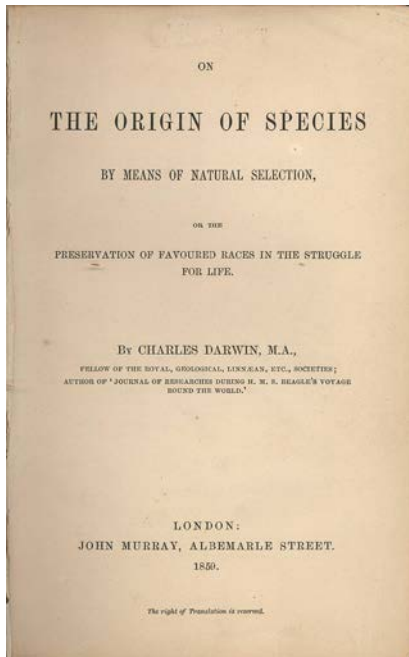 ON
THE ORIGIN OF SPECIES
BY MEANS OF NATURAL SELECTION,
OR THE
PRESERVATION OF FAVOURED RACES IN THE STRUGGLE
FOR LIFE.
By CHARLES DARWIN, M.A.,
FELLOW OF THE ROYAL, GEOLOGICAL, LINNÆAN, ETC., SOCIETIES;
AUTHOR OF 'JOURNAL OF RESEARCHES DURING H. M. S. BEAGLE'S VOYAGE
ROUND THE WORLD.'
LONDON:
JOHN MURRAY, ALBEMARLE STREET.
1859.
The right of Translation is reserved.